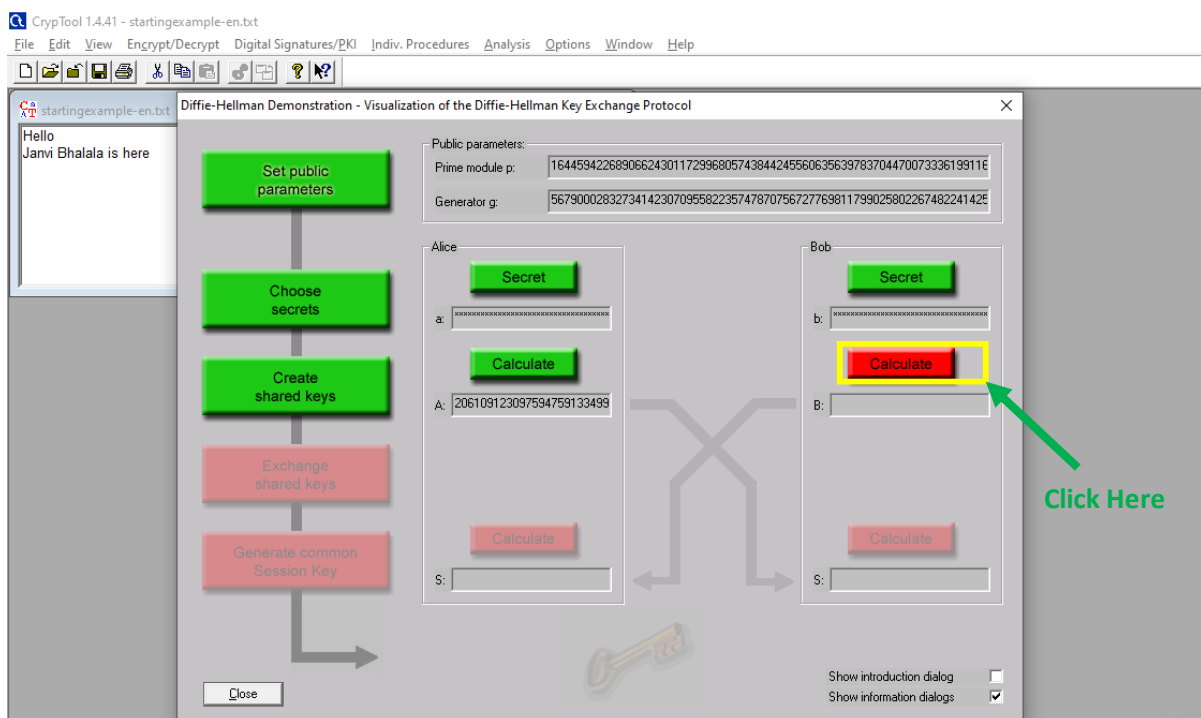 CrypTool 1.4.41 - startingexample-en.txt
File Edit View Encrypt/Decrypt Digital Signatures/PKI Indiv. Procedures Analysis Options Window Help
startingexample-en.txt
Hello
Janvi Bhalala is here
Diffie-Hellman Demonstration - Visualization of the Diffie-Hellman Key Exchange Protocol
Set public
parameters
Choose
secrets
Create
shared keys
Exchange
shared keys
Generate common
Session Key
Public parameters:
Prime module p:
Generator g:
Alice
Secret
a: ************************************
Calculate
A: 206109123097594759133499
Calculate
S:
Bob
Secret
b: ************************************
Calculate
B:
Calculate
S:
Click Here
Close
Show introduction dialog
Show information dialogs